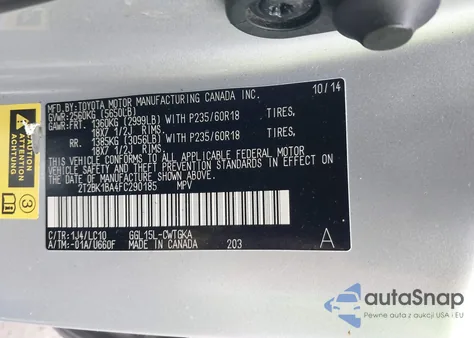 MFD. BY: TOYOTA MOTOR MANUFACTURING CANADA INC. 10/14
GVWR: 2560KG (5650LB)
GAWR: FRT. 1360KG (2999LB) WITH P235/60R18 TIRES,
18X7 1/2J RIMS.
RR. 1385KG (3056LB) WITH P235/60R18 TIRES,
18X7 1/2J RIMS.
THIS VEHICLE CONFORMS TO ALL APPLICABLE FEDERAL MOTOR
VEHICLE SAFETY STANDARDS IN EFFECT ON THE DATE OF
MANUFACTURE SHOWN ABOVE.
2T2BK1BA4FC290185 MPV
C/TR: 1J4/LC10 GGL15L-CWTGKA A
A/TM: -01A/U660F MADE IN CANADA 203
CAUTION
ATTENTION
ACHTUNG
3
autoSnap
Pewne auta z aukcji USA i EU